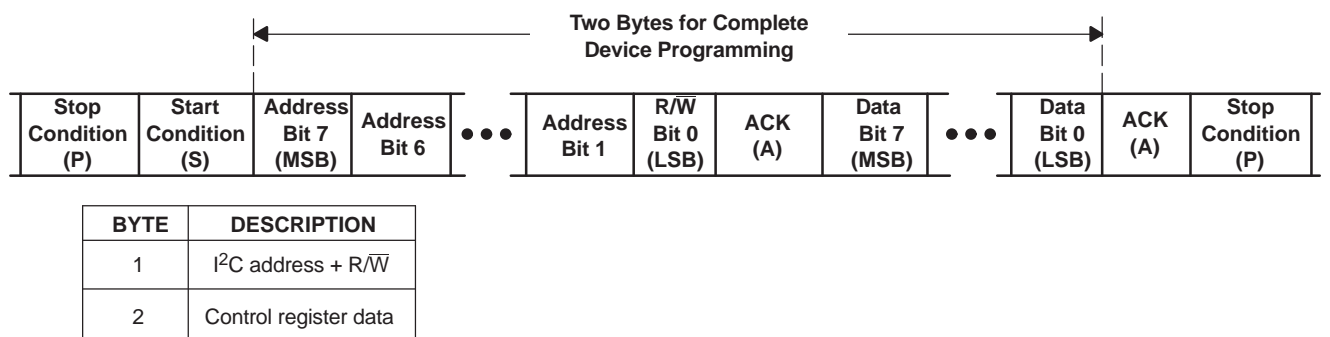 Two Bytes for Complete
Device Programming
Stop Condition (P)
Start Condition (S)
Address Bit 7 (MSB)
Address Bit 6
Address Bit 1
R/W̅ Bit 0 (LSB)
ACK (A)
Data Bit 7 (MSB)
Data Bit 0 (LSB)
ACK (A)
Stop Condition (P)
BYTE DESCRIPTION
1 I²C address + R/W̅
2 Control register data